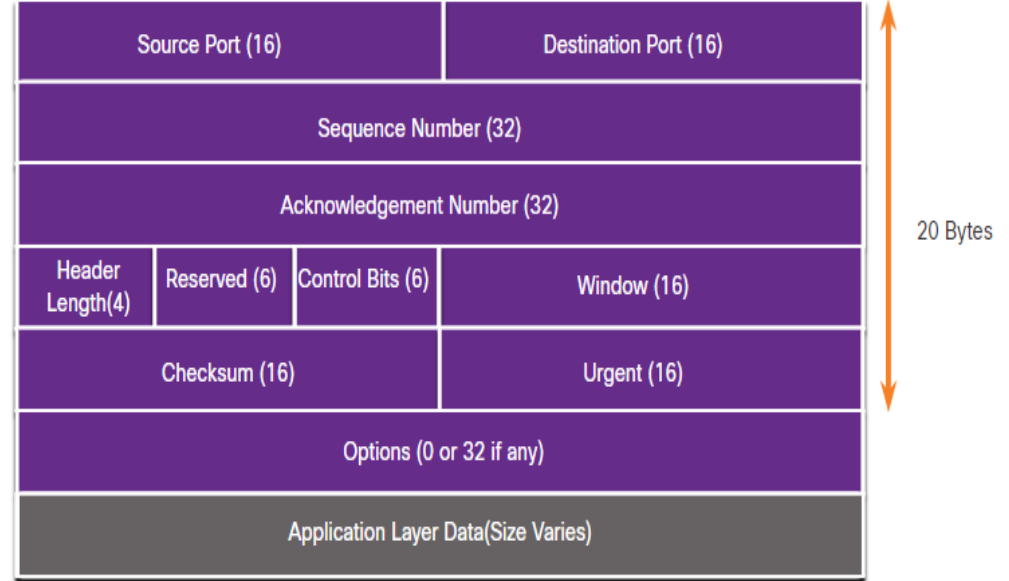 Source Port (16)
Destination Port (16)
Sequence Number (32)
Acknowledgement Number (32)
20 Bytes
Header
Length(4)
Reserved (6)
Control Bits (6)
Window (16)
Checksum (16)
Urgent (16)
Options (0 or 32 if any)
Application Layer Data(Size Varies)